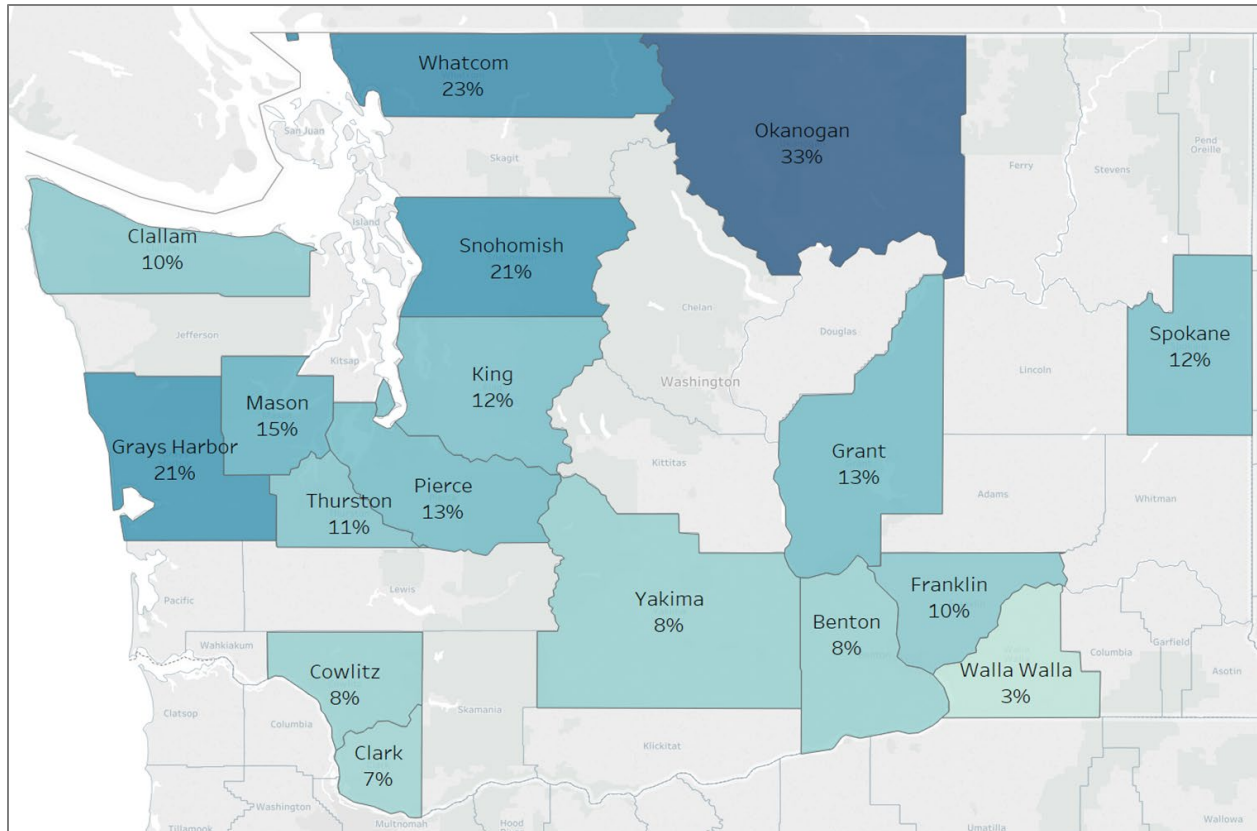 Whatcom
23%
Okanogan
33%
San Juan
Skagit
Ferry
Stevens
Pend
Oreille
Island
Clallam
10%
Snohomish
21%
Chelan
Douglas
Jefferson
Kitsap
Spokane
12%
King
12%
Washington
Lincoln
Mason
15%
Grays Harbor
21%
Grant
13%
Kittitas
Pierce
13%
Thurston
11%
Adams
Whitman
Franklin
10%
Yakima
8%
Benton
8%
Pacific
Lewis
Wahkiakum
Walla Walla
3%
Columbia
Garfield
Asotin
Cowlitz
8%
Skamania
Clatsop
Columbia
Klickitat
Clark
7%
Washington
Tillamook
Multnomah
Hood
Umatilla
Wallowa